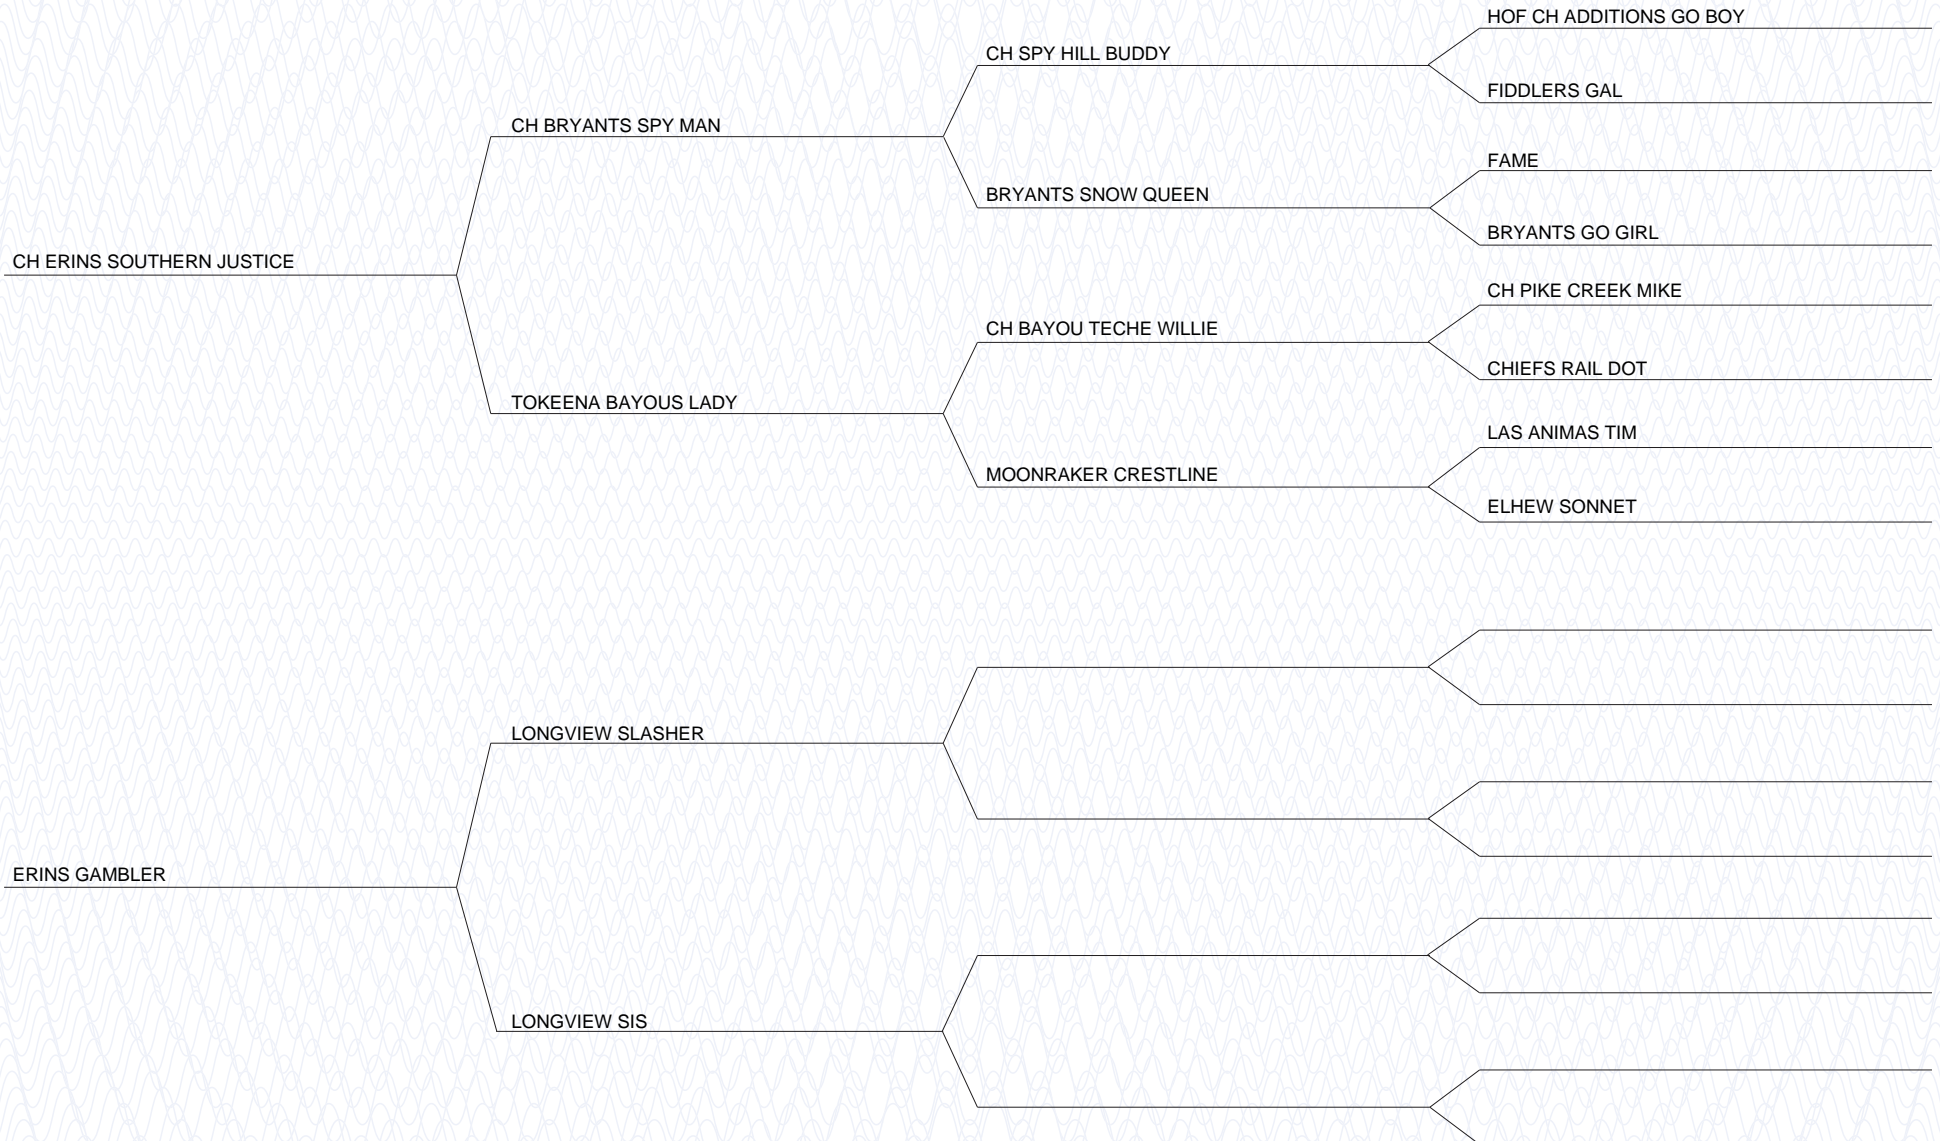 HOF CH ADDITIONS GO BOY
CH SPY HILL BUDDY
FIDDLERS GAL
CH BRYANTS SPY MAN
FAME
BRYANTS SNOW QUEEN
BRYANTS GO GIRL
CH ERINS SOUTHERN JUSTICE
CH PIKE CREEK MIKE
CH BAYOU TECHE WILLIE
CHIEFS RAIL DOT
TOKEENA BAYOUS LADY
LAS ANIMAS TIM
MOONRAKER CRESTLINE
ELHEW SONNET
LONGVIEW SLASHER
ERINS GAMBLER
LONGVIEW SIS